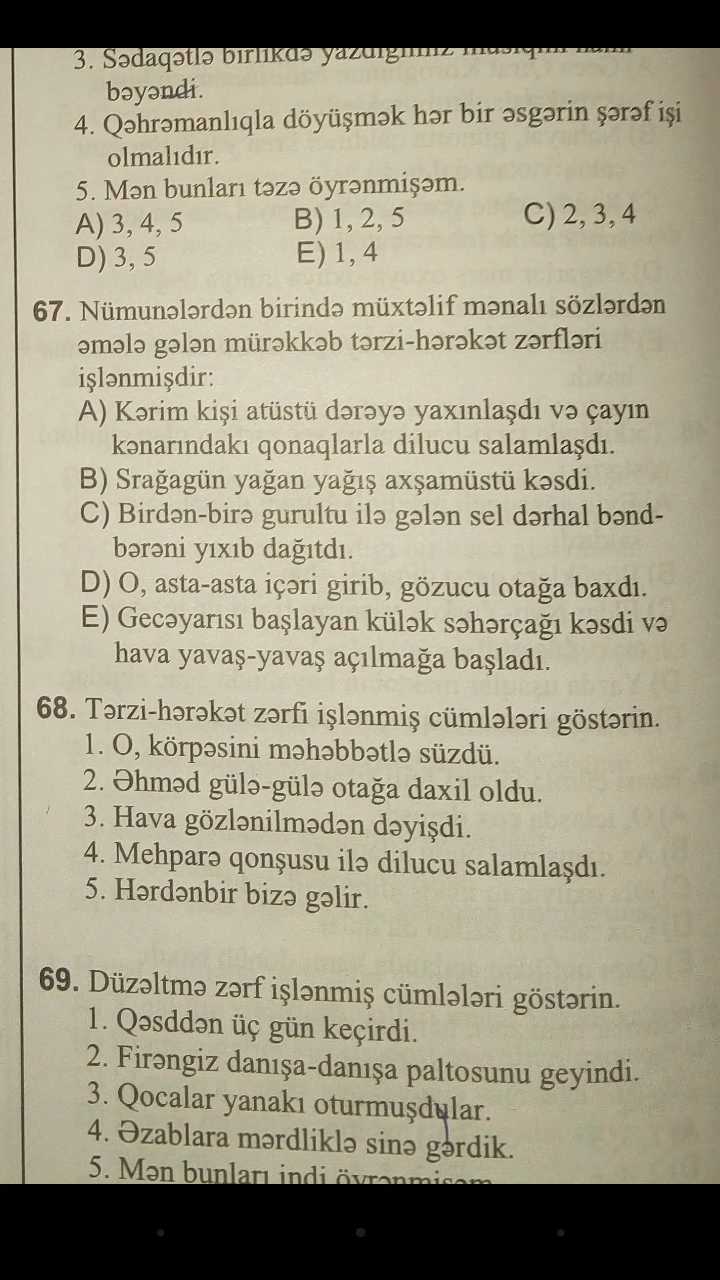 3. Sədaqətlə birlikdə yazdığımız musiqini hamı
bəyəndi.
4. Qəhrəmanlıqla döyüşmək hər bir əsgərin şərəf işi
olmalıdır.
5. Mən bunları təzə öyrənmişəm.
A) 3, 4, 5 B) 1, 2, 5 C) 2, 3, 4
D) 3, 5 E) 1, 4
67. Nümunələrdən birində müxtəlif mənalı sözlərdən
əmələ gələn mürəkkəb tərzi-hərəkət zərfləri
işlənmişdir:
A) Kərim kişi atüstü dərəyə yaxınlaşdı və çayın
kənarındakı qonaqlarla dilucu salamlaşdı.
B) Srağagün yağan yağış axşamüstü kəsdi.
C) Birdən-birə gurultu ilə gələn sel dərhal bənd-
bərəni yıxıb dağıtdı.
D) O, asta-asta içəri girib, gözucu otağa baxdı.
E) Gecəyarısı başlayan külək səhərçağı kəsdi və
hava yavaş-yavaş açılmağa başladı.
68. Tərzi-hərəkət zərfi işlənmiş cümlələri göstərin.
1. O, körpəsini məhəbbətlə süzdü.
2. Əhməd gülə-gülə otağa daxil oldu.
3. Hava gözlənilmədən dəyişdi.
4. Mehparə qonşusu ilə dilucu salamlaşdı.
5. Hərdənbir bizə gəlir.
69. Düzəltmə zərf işlənmiş cümlələri göstərin.
1. Qəsddən üç gün keçirdi.
2. Firəngiz danışa-danışa paltosunu geyindi.
3. Qocalar yanakı oturmuşdular.
4. Əzablara mərdliklə sinə gərdik.
5. Mən bunları indi öyrənmişəm